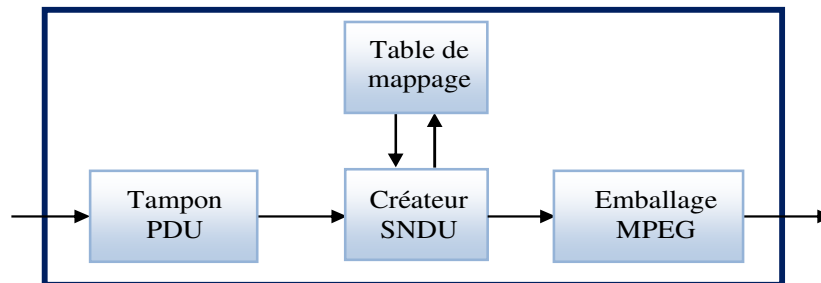 Table de
mappage
Tampon
PDU
Créateur
SNDU
Emballage
MPEG